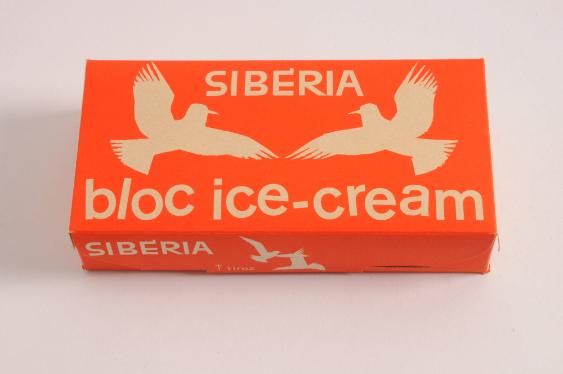 SIBÉRIA
bloc ice-cream
SIBÉRIA
↑ tirez